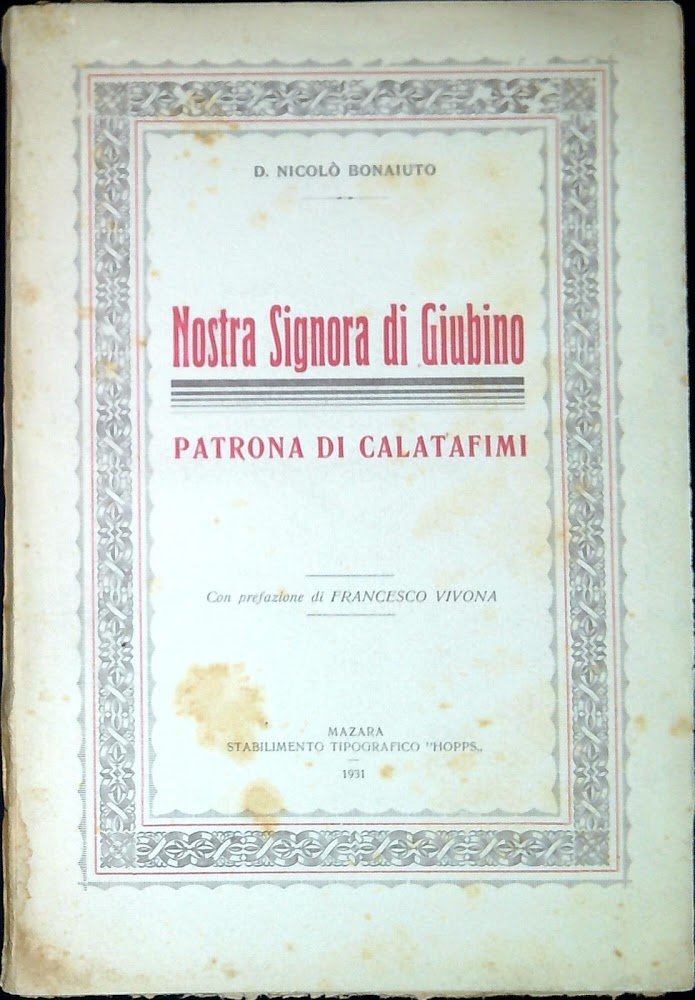 D. NICOLÒ BONAIUTO
Nostra Signora di Giubino
PATRONA DI CALATAFIMI
Con prefazione di FRANCESCO VIVONA
MAZARA
STABILIMENTO TIPOGRAFICO "HOPPS„
1931